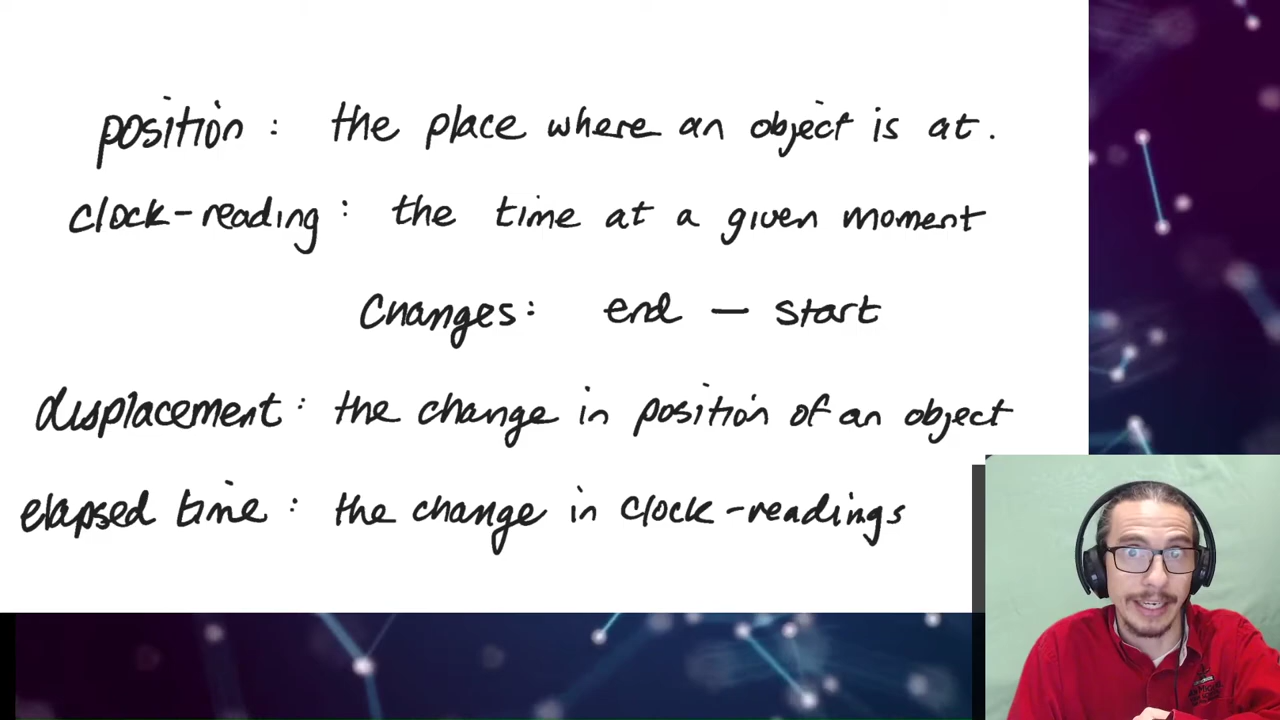 position : the place where an object is at.
clock-reading : the time at a given moment
Changes: end — start
displacement : the change in position of an object
elapsed time : the change in clock-readings